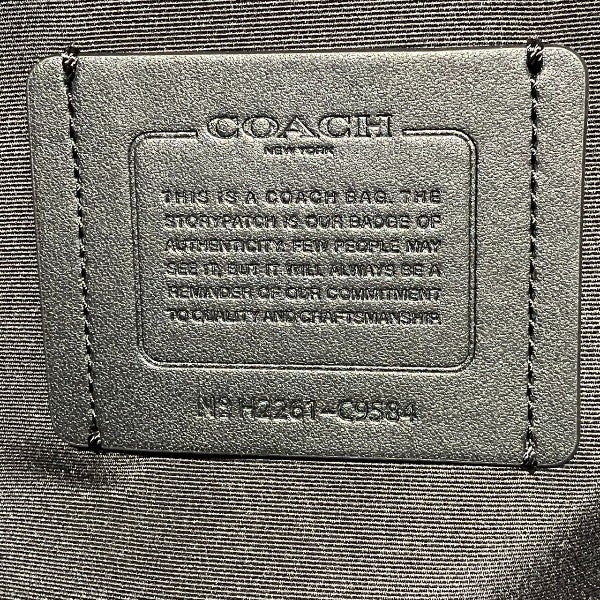 COACH
NEW YORK
THIS IS A COACH BAG. THE
STORYPATCH IS OUR BADGE OF
AUTHENTICITY. FEW PEOPLE MAY
SEE IT, BUT IT WILL ALWAYS BE A
REMINDER OF OUR COMMITMENT
TO QUALITY AND CRAFTSMANSHIP.
Nº H2261-C9584